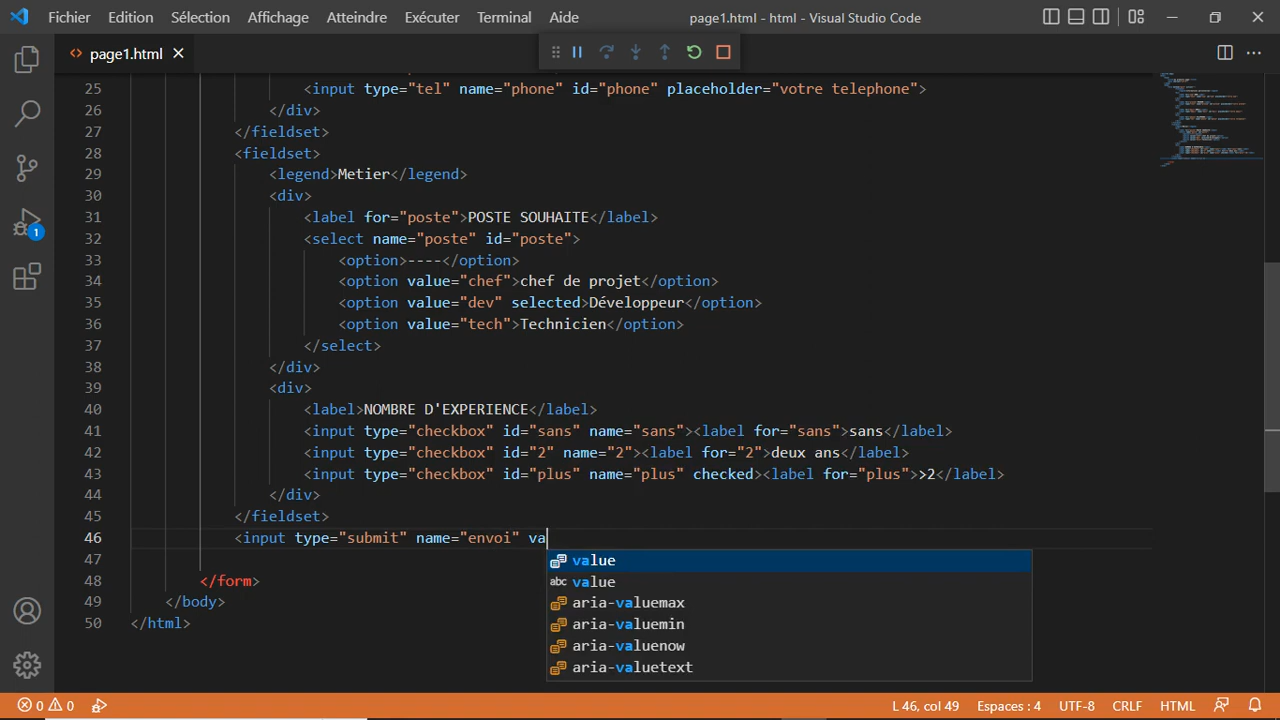 Fichier Edition Sélection Affichage Atteindre Exécuter Terminal Aide page1.html - html - Visual Studio Code
page1.html
25 <input type="tel" name="phone" id="phone" placeholder="votre telephone">
26 </div>
27 </fieldset>
28 <fieldset>
29 <legend>Metier</legend>
30 <div>
31 <label for="poste">POSTE SOUHAITE</label>
32 <select name="poste" id="poste">
33 <option>----</option>
34 <option value="chef">chef de projet</option>
35 <option value="dev" selected>Développeur</option>
36 <option value="tech">Technicien</option>
37 </select>
38 </div>
39 <div>
40 <label>NOMBRE D'EXPERIENCE</label>
41 <input type="checkbox" id="sans" name="sans"><label for="sans">sans</label>
42 <input type="checkbox" id="2" name="2"><label for="2">deux ans</label>
43 <input type="checkbox" id="plus" name="plus" checked><label for="plus">>2</label>
44 </div>
45 </fieldset>
46 <input type="submit" name="envoi" va
value
abc value
aria-valuemax
aria-valuemin
aria-valuenow
aria-valuetext
47
48 </form>
49 </body>
50 </html>
1
0 0 L 46, col 49 Espaces : 4 UTF-8 CRLF HTML